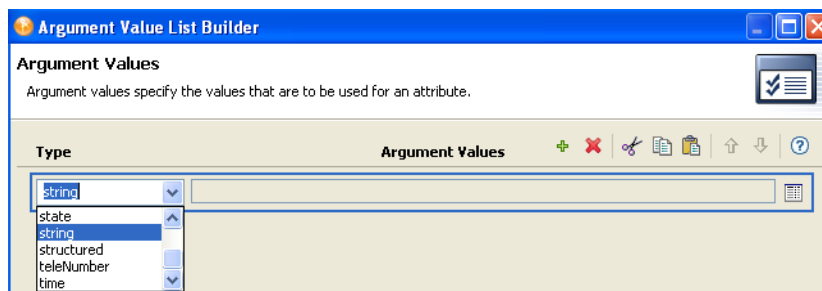 Argument Value List Builder
Argument Values
Argument values specify the values that are to be used for an attribute.
Type Argument Values
string
state
string
structured
teleNumber
time